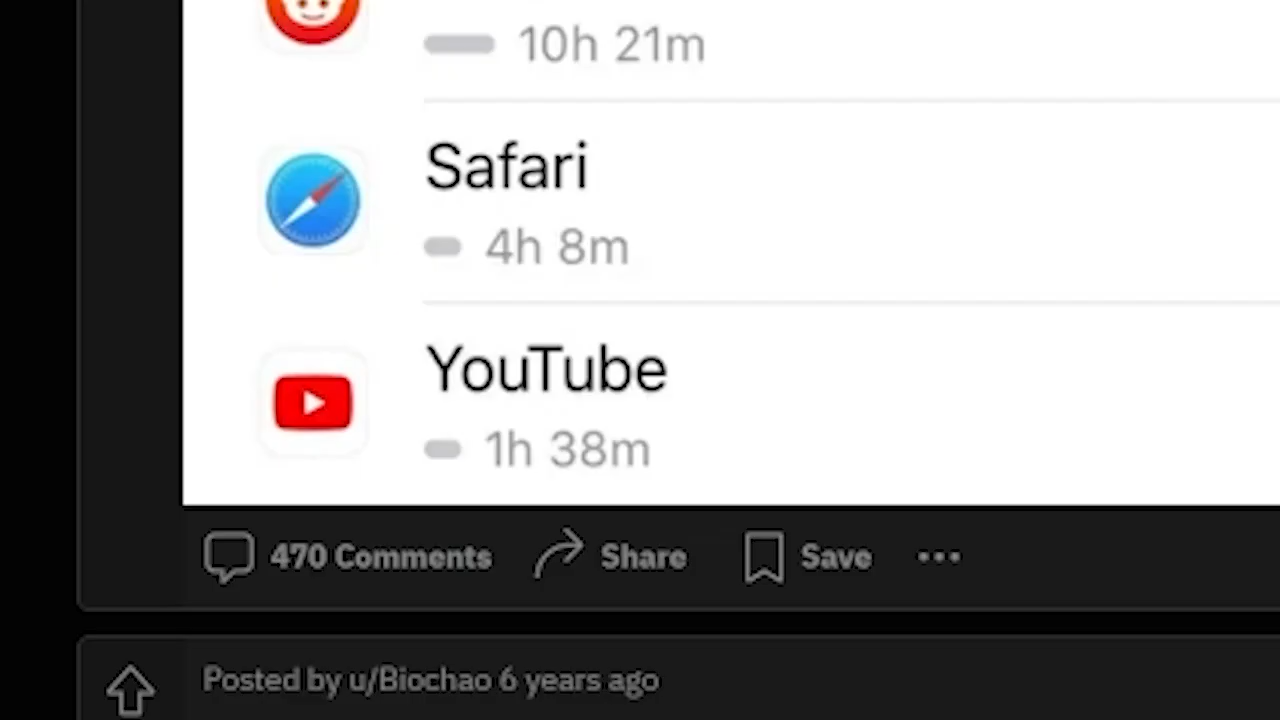 10h 21m
Safari
4h 8m
YouTube
1h 38m
470 Comments Share Save
Posted by u/Biochao 6 years ago